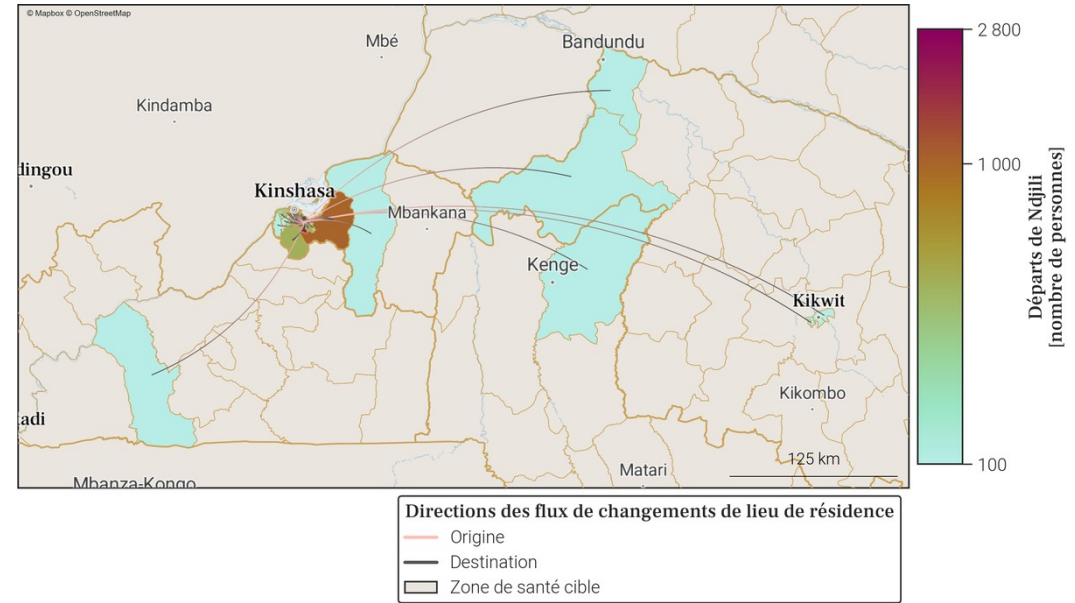 © Mapbox © OpenStreetMap
Mbé
Bandundu
Kindamba
dingou
Kinshasa
Mbankana
Kenge
Kikwit
Kikombo
adi
125 km
Matari
Mbanza-Kongo
2 800
1 000
100
Départs de Ndjili
[nombre de personnes]
Directions des flux de changements de lieu de résidence
Origine
Destination
Zone de santé cible